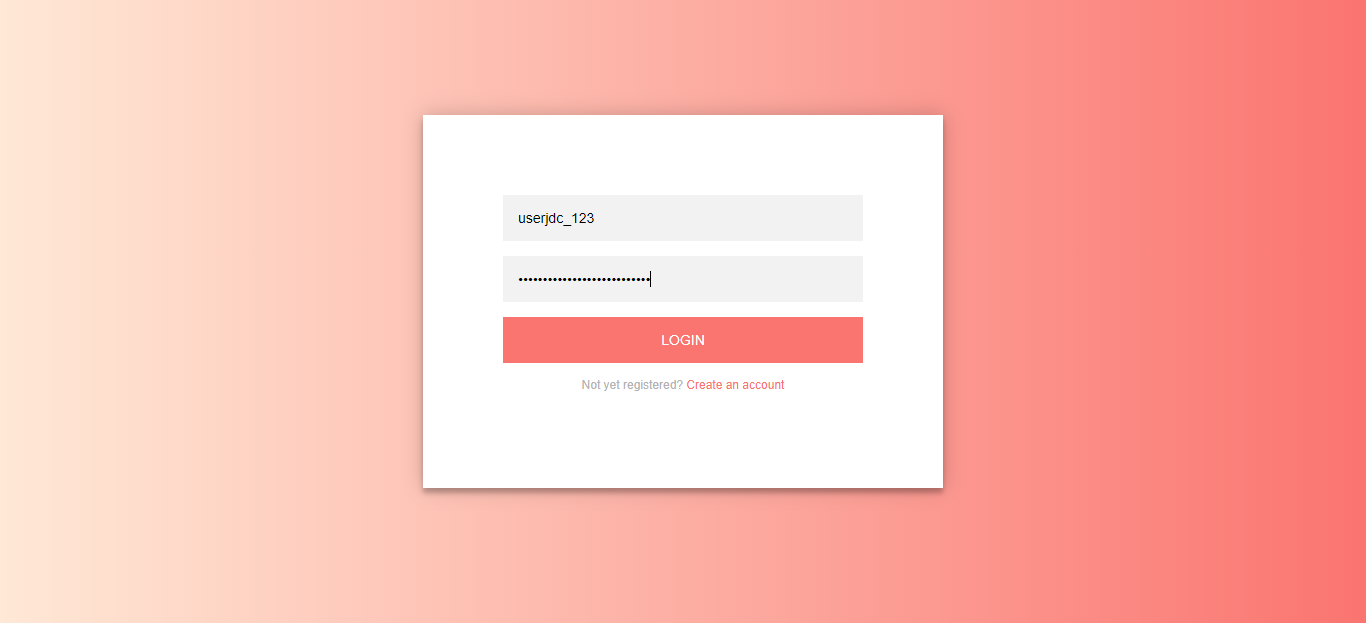 userjdc_123
LOGIN
Not yet registered? Create an account